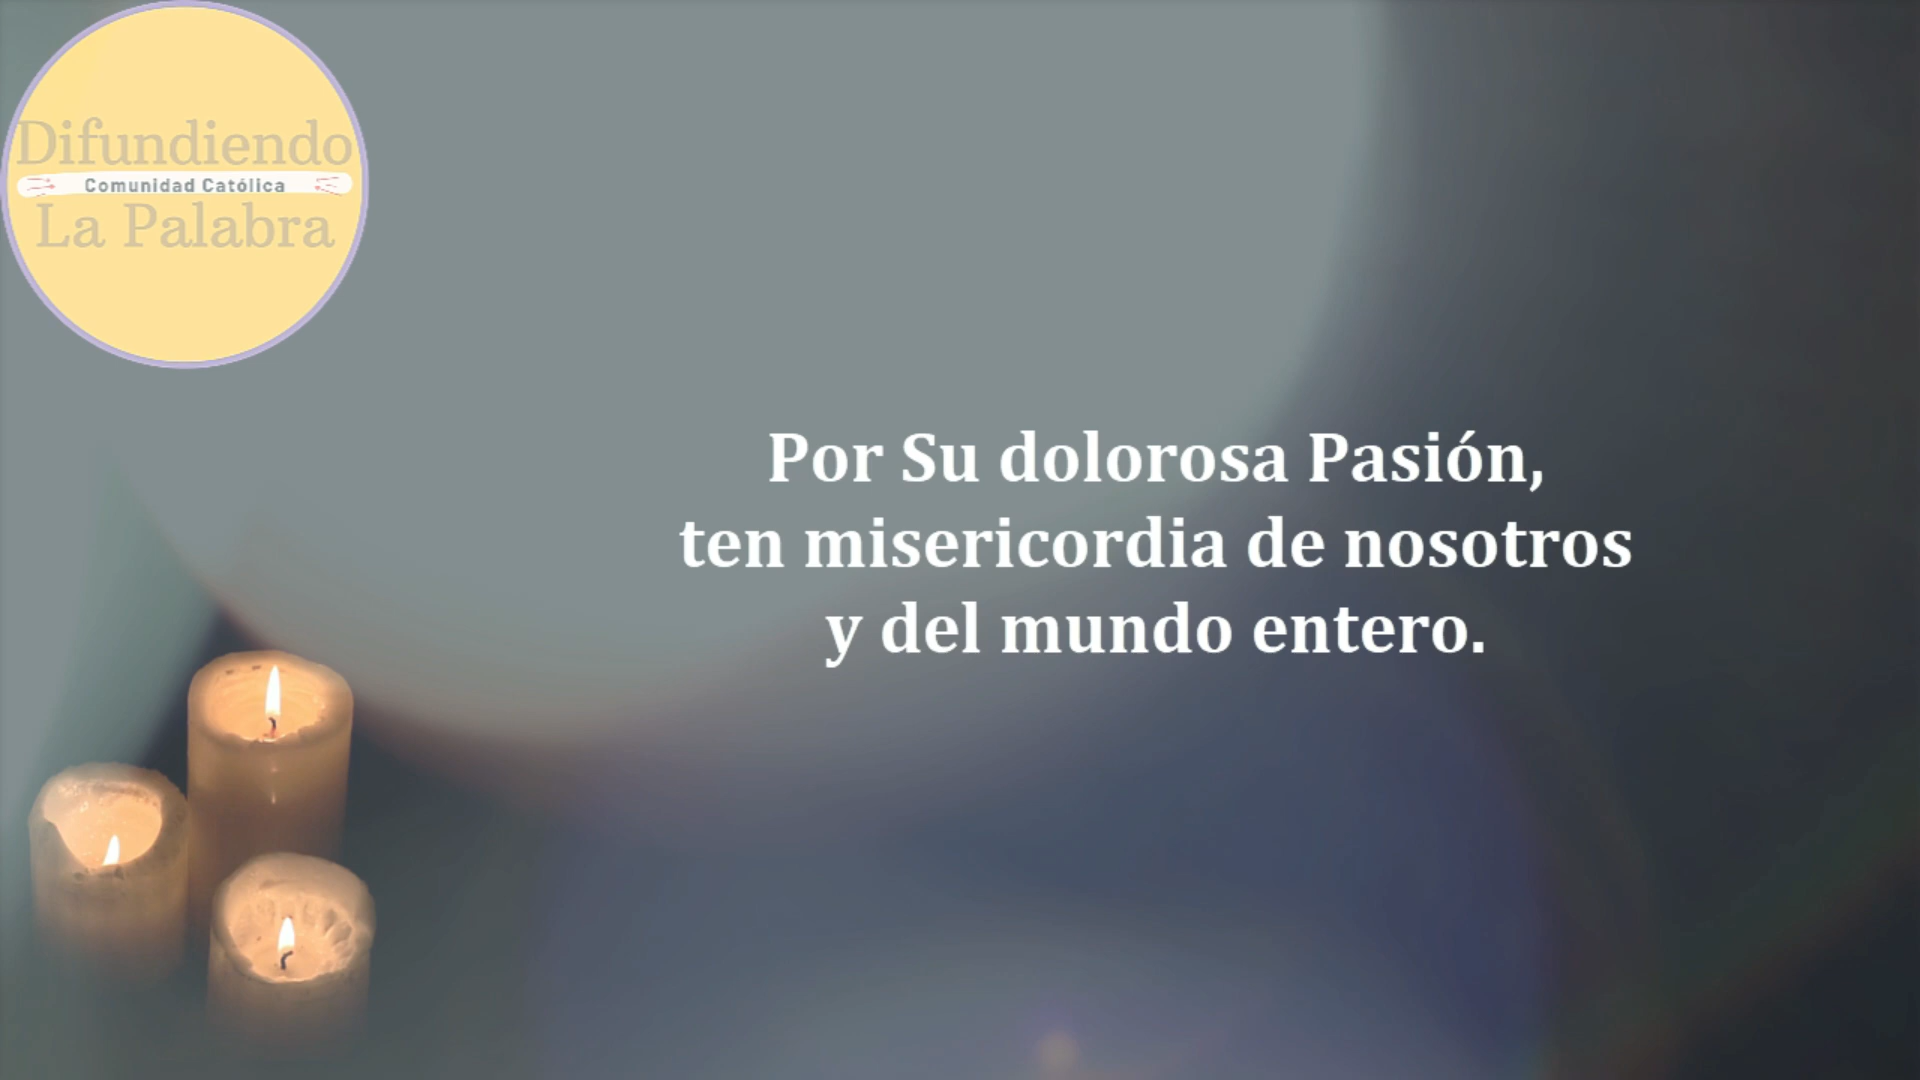 Difundiendo
Comunidad Católica
La Palabra
Por Su dolorosa Pasión,
ten misericordia de nosotros
y del mundo entero.